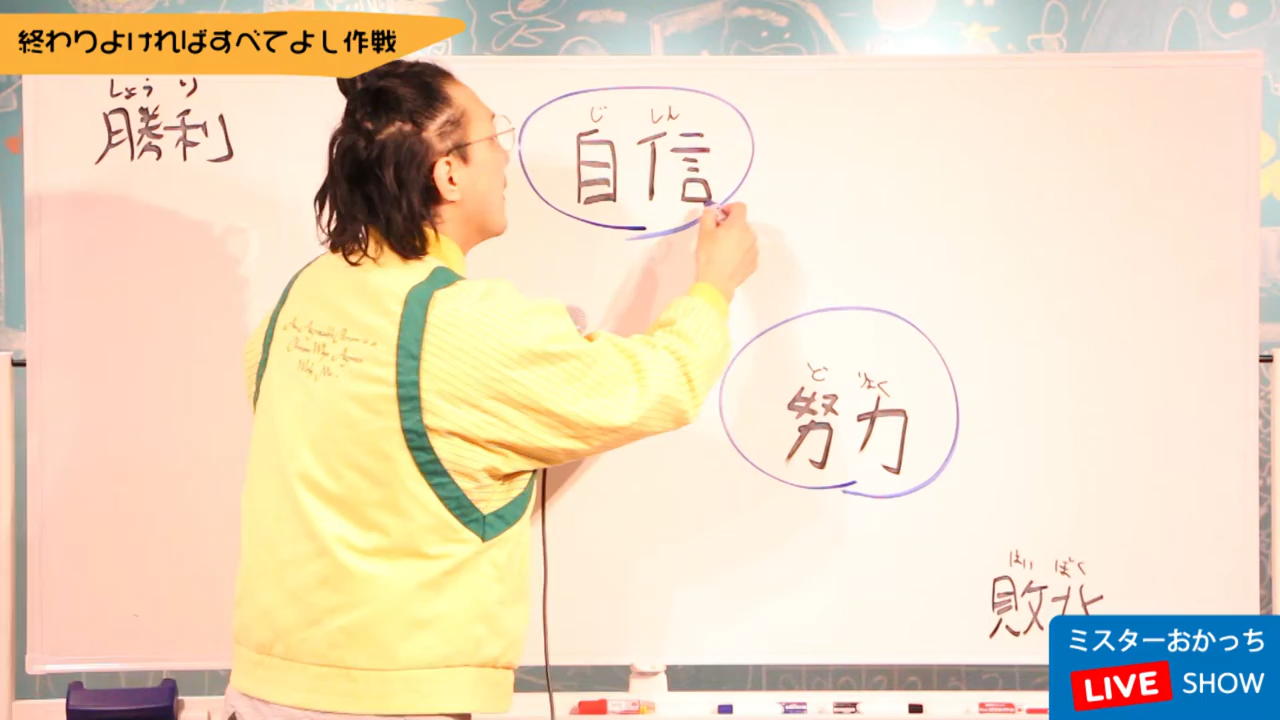 終わりよければすべてよし作戦
しょうり
勝利
じしん
自信
どりょく
努力
はいぼく
敗北
ミスターおかっち
LIVE SHOW